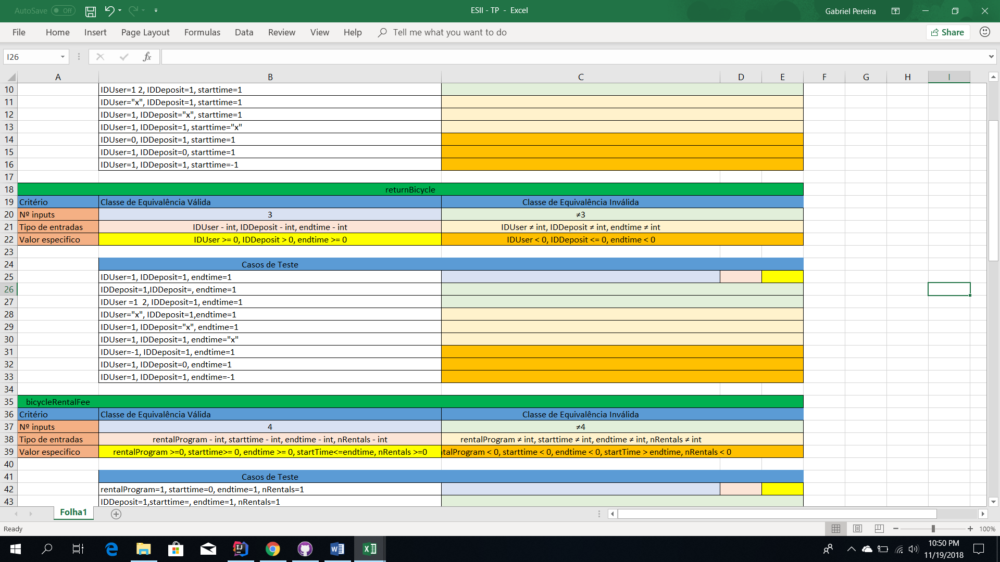 AutoSave Off ESII - TP - Excel Gabriel Pereira
File Home Insert Page Layout Formulas Data Review View Help Tell me what you want to do Share
I26 fx
A B C D E F G H I
10 IDUser=1 2, IDDeposit=1, starttime=1
11 IDUser="x", IDDeposit=1, starttime=1
12 IDUser=1, IDDeposit="x", starttime=1
13 IDUser=1, IDDeposit=1, starttime="x"
14 IDUser=0, IDDeposit=1, starttime=1
15 IDUser=1, IDDeposit=0, starttime=1
16 IDUser=1, IDDeposit=1, starttime=-1
17
18 returnBicycle
19 Critério Classe de Equivalência Válida Classe de Equivalência Inválida
20 Nº inputs 3 ≠3
21 Tipo de entradas IDUser - int, IDDeposit - int, endtime - int IDUser ≠ int, IDDeposit ≠ int, endtime ≠ int
22 Valor especifico IDUser >= 0, IDDeposit > 0, endtime >= 0 IDUser < 0, IDDeposit <= 0, endtime < 0
23
24 Casos de Teste
25 IDUser=1, IDDeposit=1, endtime=1
26 IDDeposit=1,IDDeposit=, endtime=1
27 IDUser =1  2, IDDeposit=1, endtime=1
28 IDUser="x", IDDeposit=1,endtime=1
29 IDUser=1, IDDeposit="x", endtime=1
30 IDUser=1, IDDeposit=1, endtime="x"
31 IDUser=-1, IDDeposit=1, endtime=1
32 IDUser=1, IDDeposit=0, endtime=1
33 IDUser=1, IDDeposit=1, endtime=-1
34
35 bicycleRentalFee
36 Critério Classe de Equivalência Válida Classe de Equivalência Inválida
37 Nº inputs 4 ≠4
38 Tipo de entradas rentalProgram - int, starttime - int, endtime - int, nRentals - int rentalProgram ≠ int, starttime ≠ int, endtime ≠ int, nRentals ≠ int
39 Valor especifico rentalProgram >=0, starttime>= 0, endtime >= 0, startTime<=endtime, nRentals >=0 ntalProgram < 0, starttime < 0, endtime < 0, startTime > endtime, nRentals < 0
40
41 Casos de Teste
42 rentalProgram=1, starttime=0, endtime=1, nRentals=1
43 IDDeposit=1,starttime=, endtime=1, nRentals=1
Folha1
Ready 100%
10:50 PM
11/19/2018